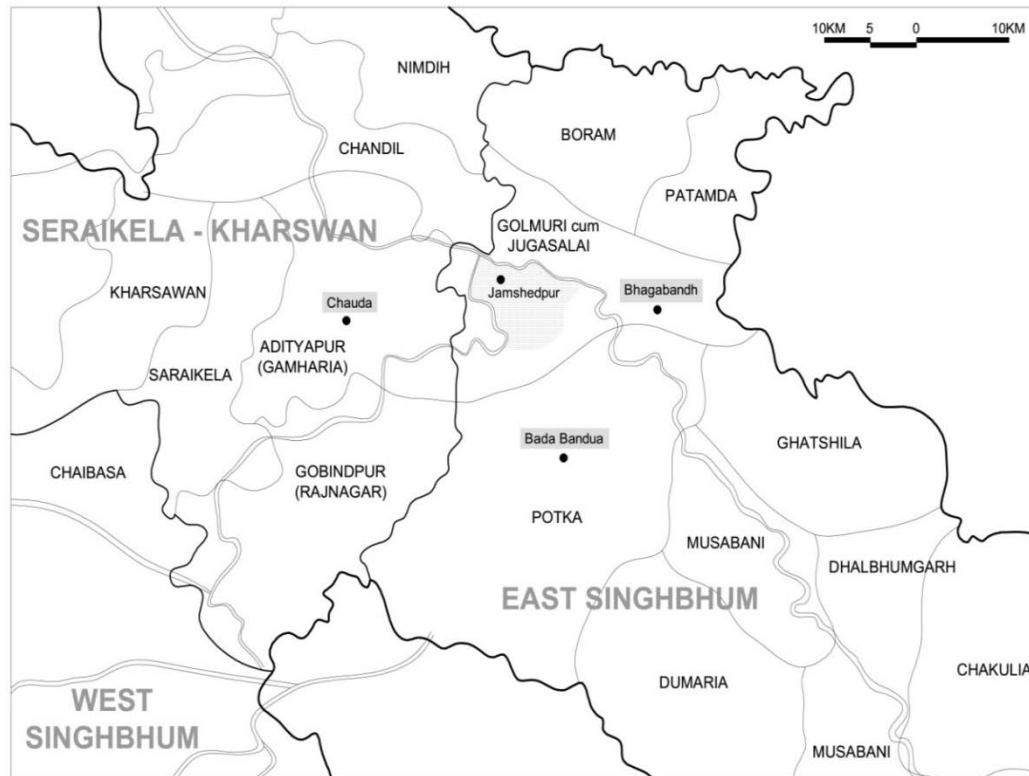 10KM 5 0 10KM
NIMDIH
BORAM
CHANDIL
PATAMDA
SERAIKELA - KHARSWAN
GOLMURI cum
JUGASALAI
KHARSAWAN
Chauda
Jamshedpur
Bhagabandh
ADITYAPUR
(GAMHARIA)
SARAIKELA
Bada Bandua
GHATSHILA
CHAIBASA
GOBINDPUR
(RAJNAGAR)
POTKA
MUSABANI
DHALBHUMGARH
EAST SINGHBHUM
CHAKULIA
DUMARIA
WEST
SINGHBHUM
MUSABANI